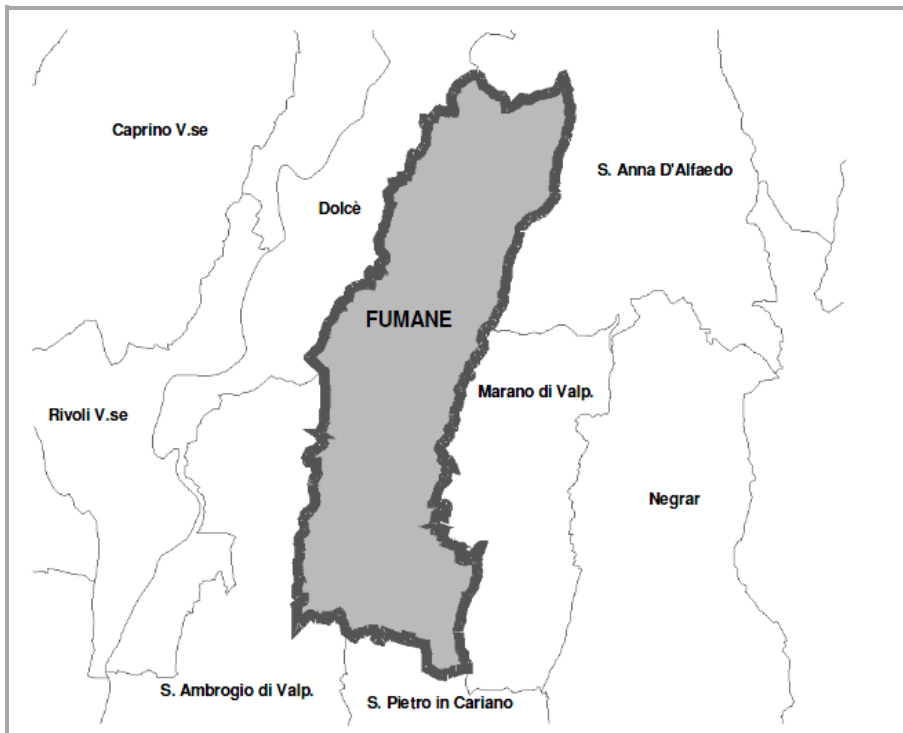 Caprino V.se
S. Anna D'Alfaedo
Dolcè
FUMANE
Marano di Valp.
Rivoli V.se
Negrar
S. Ambrogio di Valp.
S. Pietro in Cariano